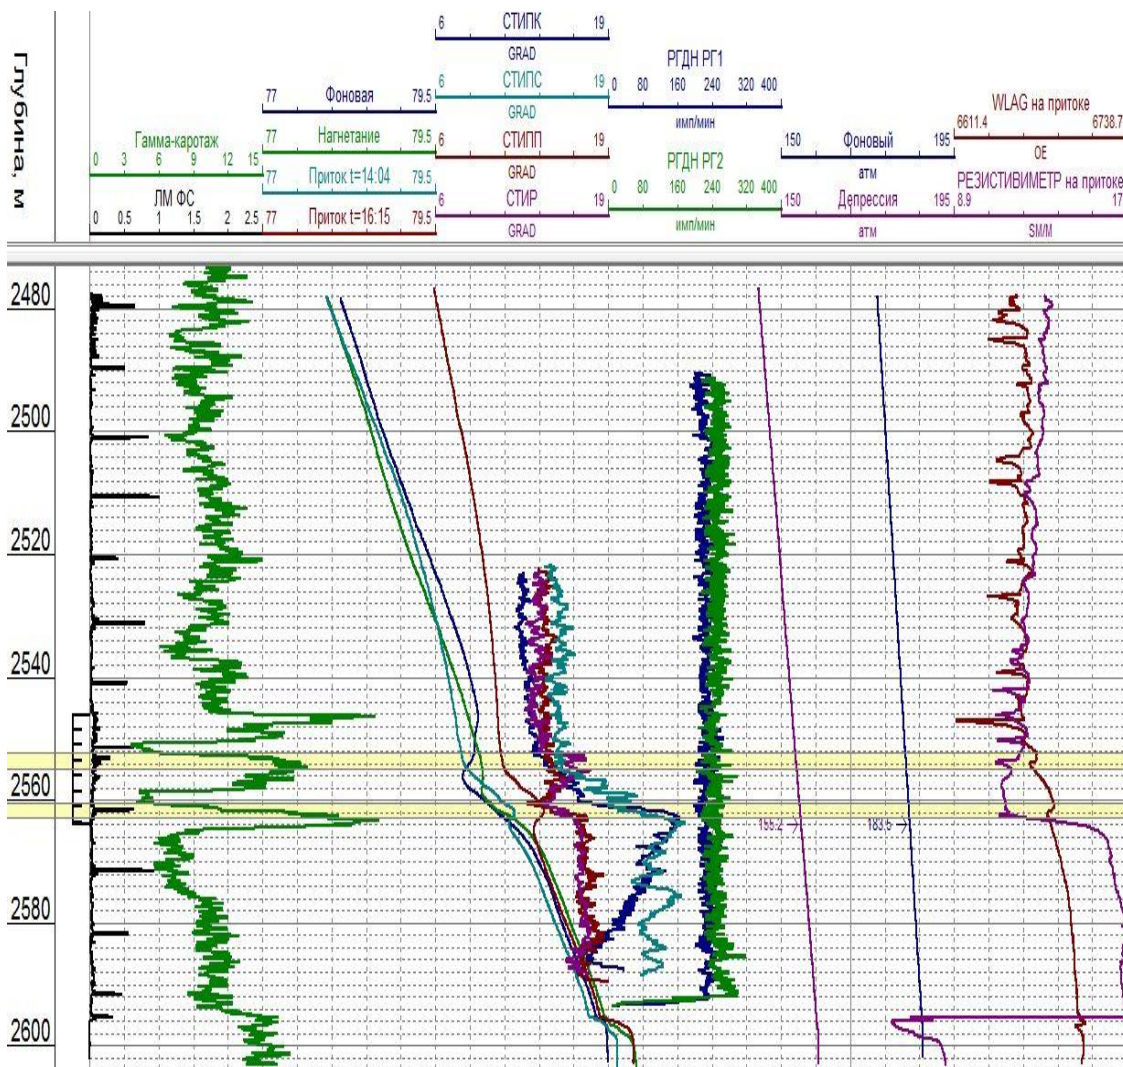 Глубина, м
Гамма-каротаж
0 3 6 9 12 15
ЛМ ФС
0 0.5 1 1.5 2 2.5
77 Фоновая 79.5
77 Нагнетание 79.5
77 Приток t=14:04 79.5
77 Приток t=16:15 79.5
6 СТИПК 19
GRAD
6 СТИПС 19
GRAD
6 СТИПП 19
GRAD
6 СТИР 19
GRAD
РГДН РГ1
0 80 160 240 320 400
имп/мин
РГДН РГ2
0 80 160 240 320 400
имп/мин
150 Фоновый 195
атм
150 Депрессия 195
атм
WLAG на притоке
6611.4 6738.7
ОЕ
РЕЗИСТИВИМЕТР на притоке
8.9 17
SM/M
2480
2500
2520
2540
2560
155.2 183.5
2580
2600